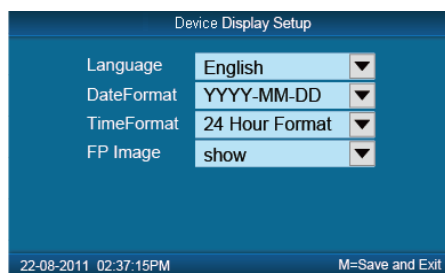 Device Display Setup
Language English
DateFormat YYYY-MM-DD
TimeFormat 24 Hour Format
FP Image show
22-08-2011 02:37:15PM M=Save and Exit